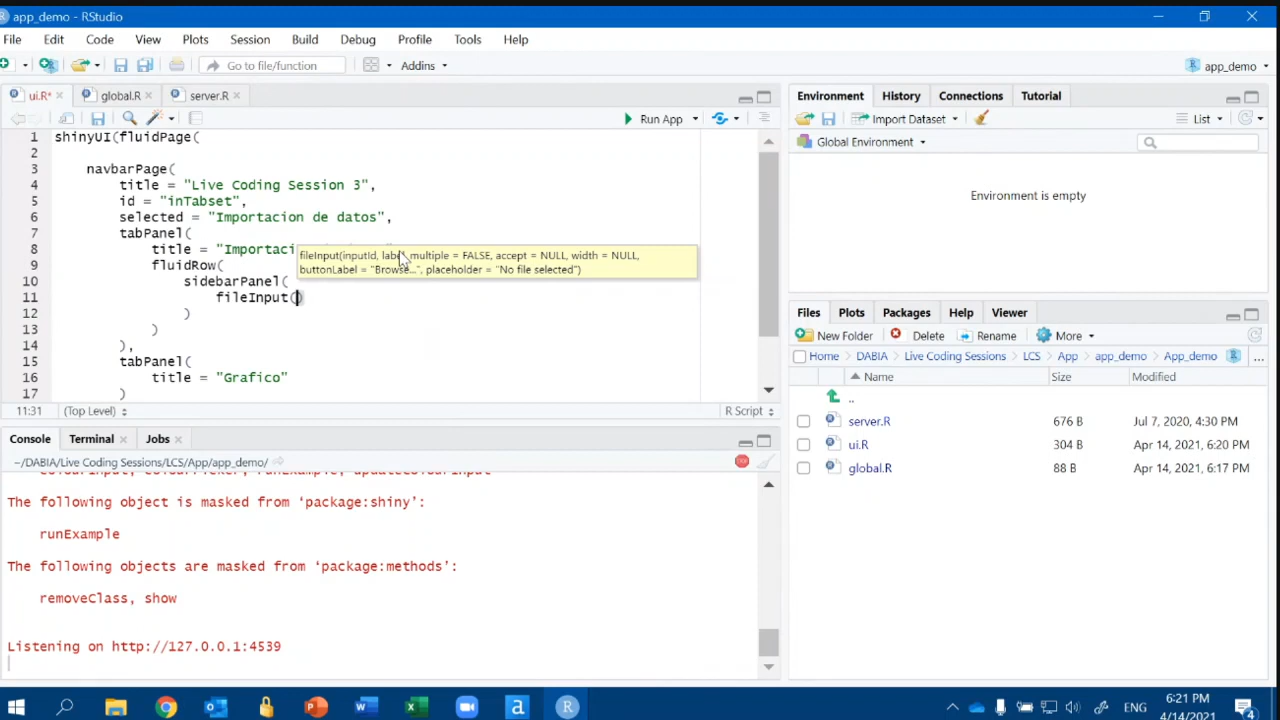 app_demo - RStudio
File Edit Code View Plots Session Build Debug Profile Tools Help
Go to file/function Addins app_demo
ui.R* global.R server.R
Run App
1 shinyUI(fluidPage(
2
3 navbarPage(
4 title = "Live Coding Session 3",
5 id = "inTabset",
6 selected = "Importacion de datos",
7 tabPanel(
8 title = "Importaci
9 fluidRow(
10 sidebarPanel(
11 fileInput()
12 )
13 )
14 ),
15 tabPanel(
16 title = "Grafico"
17 )
fileInput(inputId, label, multiple = FALSE, accept = NULL, width = NULL,
buttonLabel = "Browse...", placeholder = "No file selected")
11:31 (Top Level) R Script
Console Terminal Jobs
~/DABIA/Live Coding Sessions/LCS/App/app_demo/
The following object is masked from ‘package:shiny’:
runExample
The following objects are masked from ‘package:methods’:
removeClass, show
Listening on http://127.0.0.1:4539
Environment History Connections Tutorial
Import Dataset List
Global Environment
Environment is empty
Files Plots Packages Help Viewer
New Folder Delete Rename More
Home DABIA Live Coding Sessions LCS App app_demo App_demo ...
Name Size Modified
..
server.R 676 B Jul 7, 2020, 4:30 PM
ui.R 304 B Apr 14, 2021, 6:20 PM
global.R 88 B Apr 14, 2021, 6:17 PM
ENG 6:21 PM
4/14/2021 4